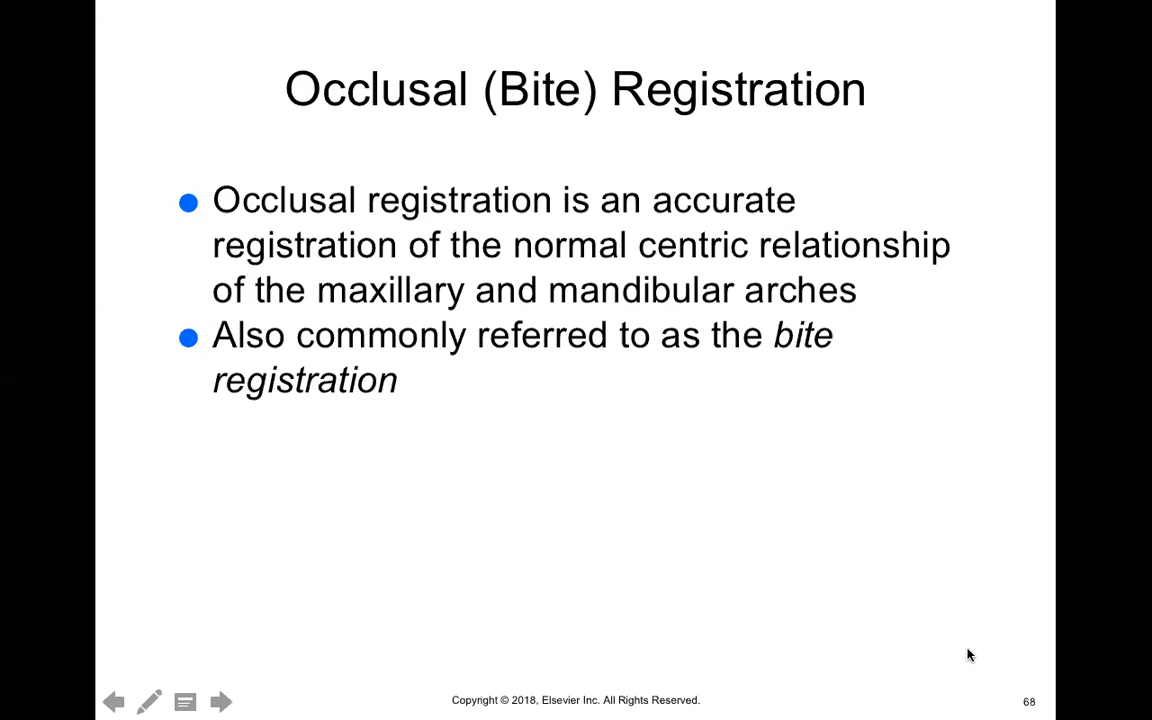 Occlusal (Bite) Registration
Occlusal registration is an accurate
registration of the normal centric relationship
of the maxillary and mandibular arches
Also commonly referred to as the bite
registration
Copyright © 2018, Elsevier Inc. All Rights Reserved.
68